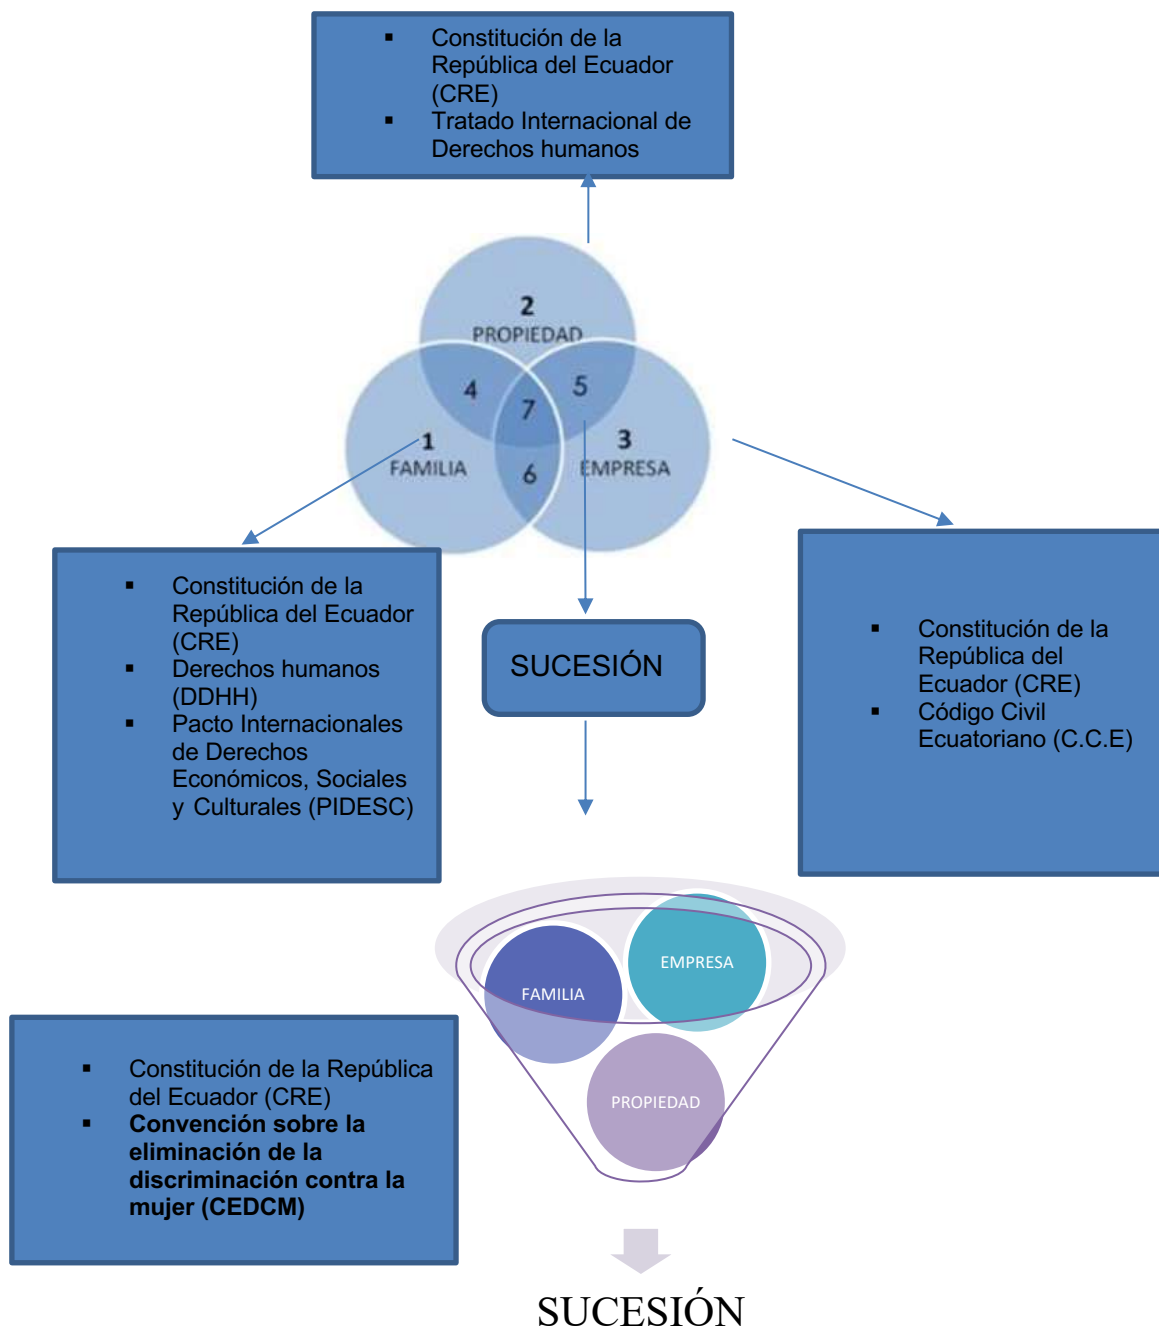 ▪ Constitución de la
República del Ecuador
(CRE)
▪ Tratado Internacional de
Derechos humanos
2
PROPIEDAD
4
5
7
1
FAMILIA
3
EMPRESA
6
▪ Constitución de la
República del Ecuador
(CRE)
▪ Derechos humanos
(DDHH)
▪ Pacto Internacionales
de Derechos
Económicos, Sociales
y Culturales (PIDESC)
SUCESIÓN
▪ Constitución de la
República del
Ecuador (CRE)
▪ Código Civil
Ecuatoriano (C.C.E)
EMPRESA
FAMILIA
PROPIEDAD
▪ Constitución de la República
del Ecuador (CRE)
▪ Convención sobre la
eliminación de la
discriminación contra la
mujer (CEDCM)
SUCESIÓN